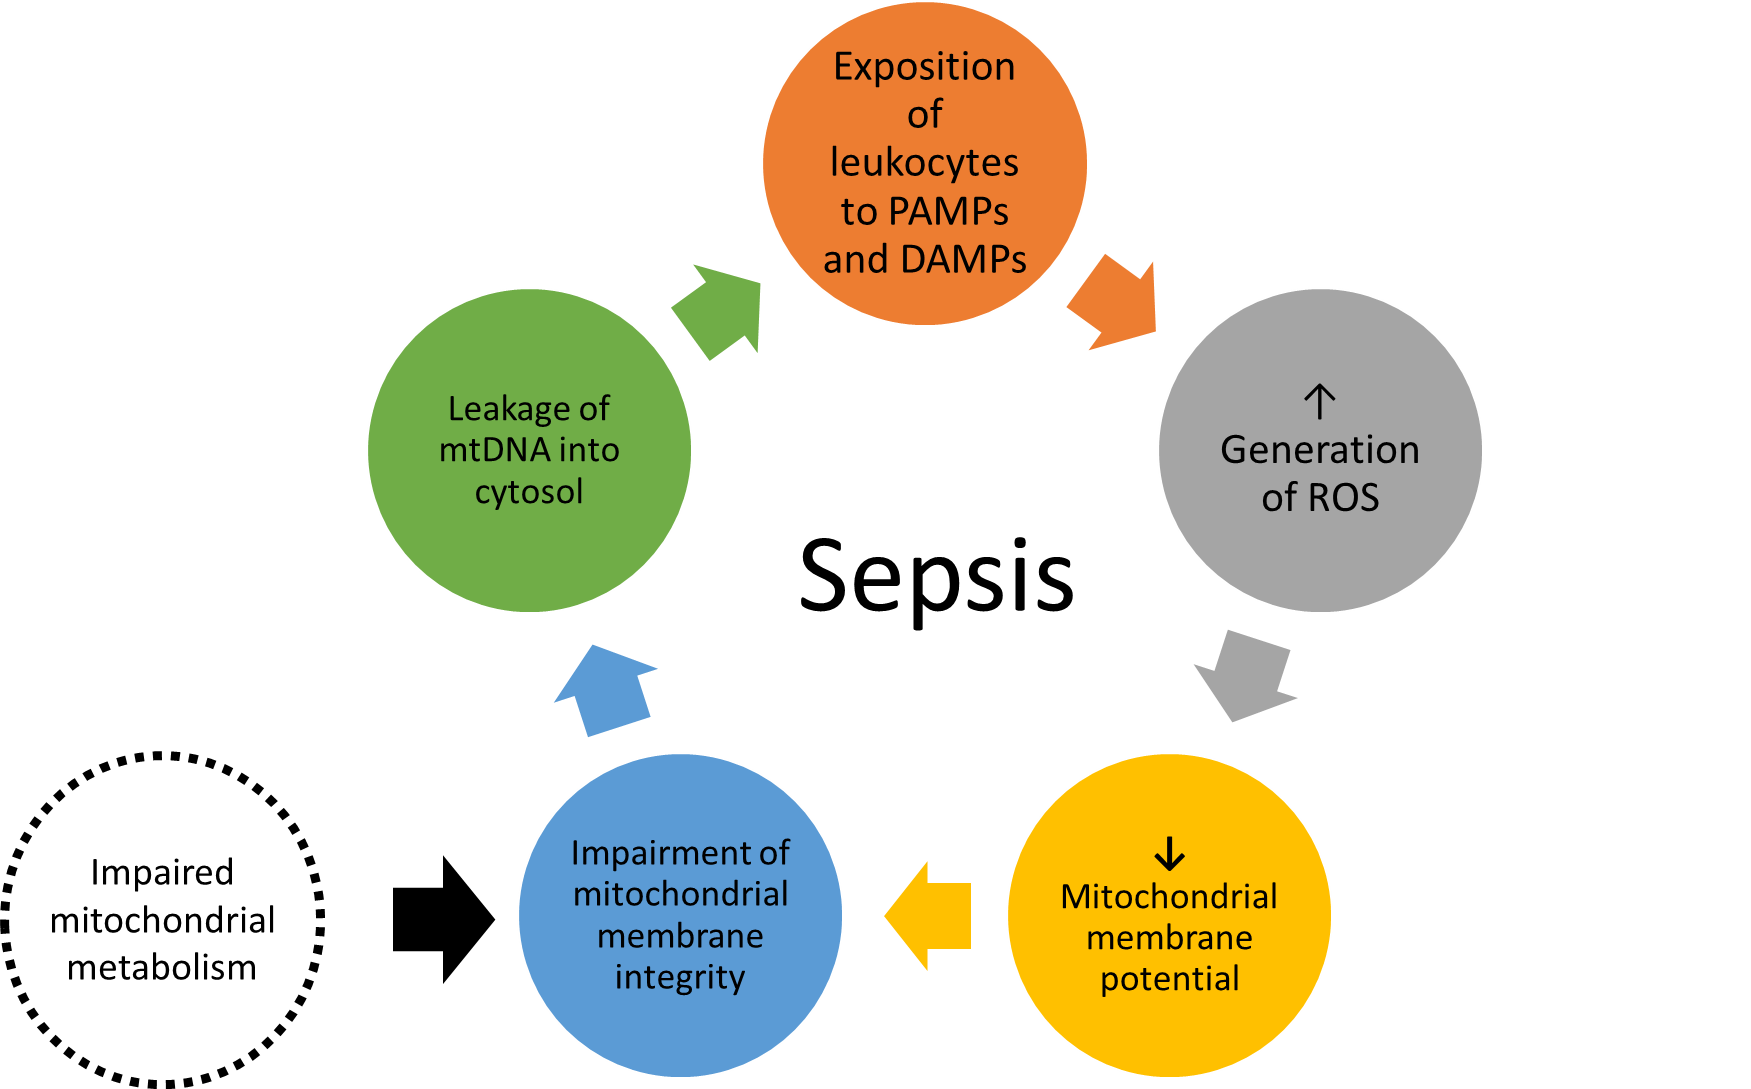 Exposition
of
leukocytes
to PAMPs
and DAMPs
↑
Generation
of ROS
↓
Mitochondrial
membrane
potential
Impairment of
mitochondrial
membrane
integrity
Leakage of
mtDNA into
cytosol
Sepsis
Impaired
mitochondrial
metabolism